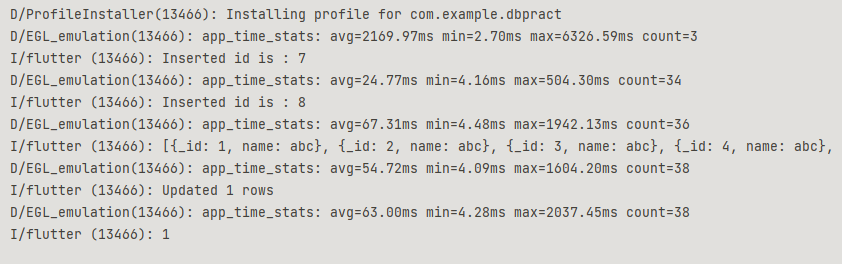 D/ProfileInstaller(13466): Installing profile for com.example.dbpract
D/EGL_emulation(13466): app_time_stats: avg=2169.97ms min=2.70ms max=6326.59ms count=3
I/flutter (13466): Inserted id is : 7
D/EGL_emulation(13466): app_time_stats: avg=24.77ms min=4.16ms max=504.30ms count=34
I/flutter (13466): Inserted id is : 8
D/EGL_emulation(13466): app_time_stats: avg=67.31ms min=4.48ms max=1942.13ms count=36
I/flutter (13466): [{_id: 1, name: abc}, {_id: 2, name: abc}, {_id: 3, name: abc}, {_id: 4, name: abc},
D/EGL_emulation(13466): app_time_stats: avg=54.72ms min=4.09ms max=1604.20ms count=38
I/flutter (13466): Updated 1 rows
D/EGL_emulation(13466): app_time_stats: avg=63.00ms min=4.28ms max=2037.45ms count=38
I/flutter (13466): 1